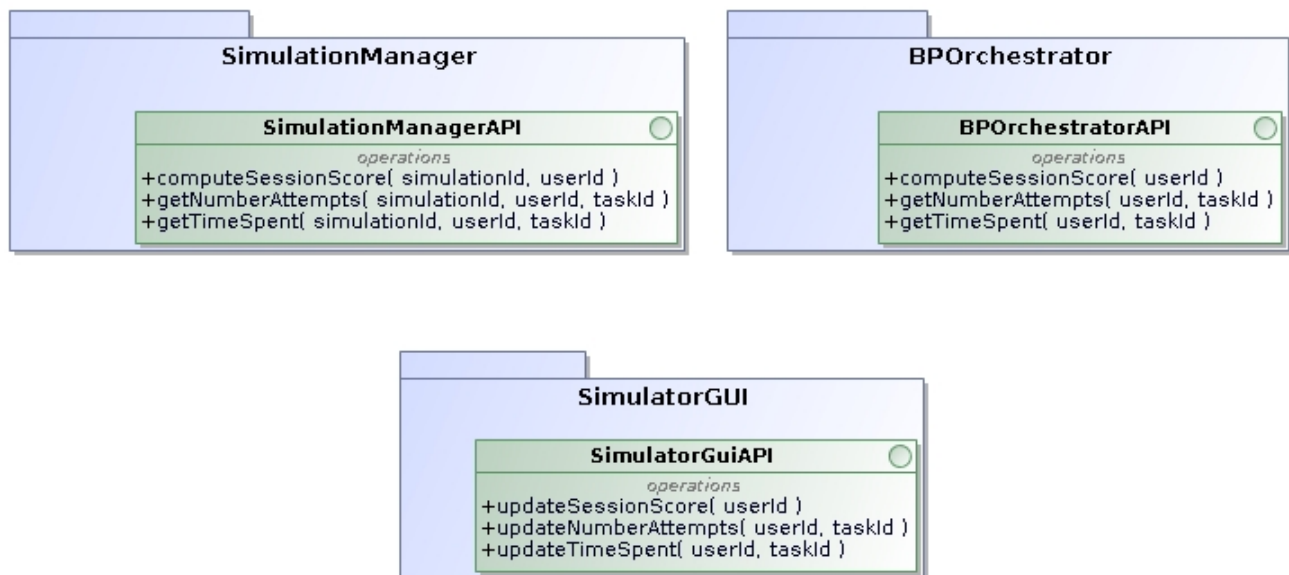 SimulationManager
SimulationManagerAPI
operations
+computeSessionScore( simulationId, userId )
+getNumberAttempts( simulationId, userId, taskId )
+getTimeSpent( simulationId, userId, taskId )
BPOrchestrator
BPOrchestratorAPI
operations
+computeSessionScore( userId )
+getNumberAttempts( userId, taskId )
+getTimeSpent( userId, taskId )
SimulatorGUI
SimulatorGuiAPI
operations
+updateSessionScore( userId )
+updateNumberAttempts( userId, taskId )
+updateTimeSpent( userId, taskId )